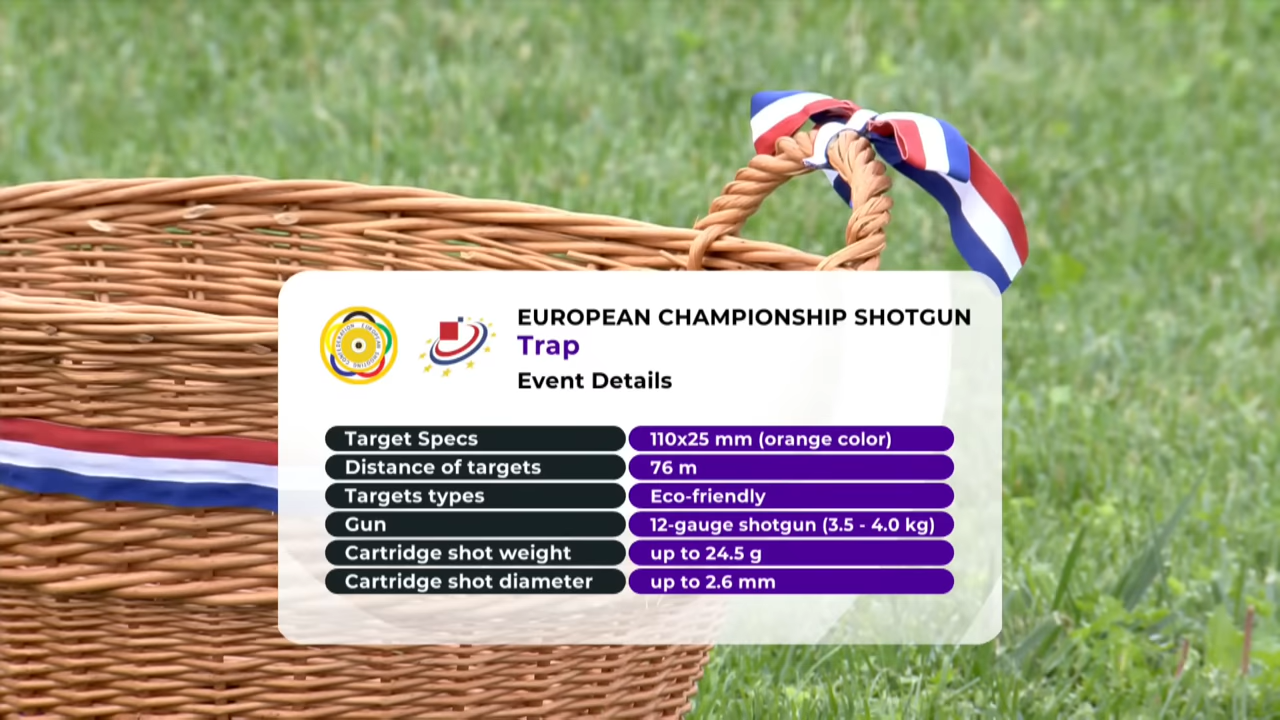 EUROPEAN CHAMPIONSHIP SHOTGUN
Trap
Event Details
Target Specs 110x25 mm (orange color)
Distance of targets 76 m
Targets types Eco-friendly
Gun 12-gauge shotgun (3.5 - 4.0 kg)
Cartridge shot weight up to 24.5 g
Cartridge shot diameter up to 2.6 mm